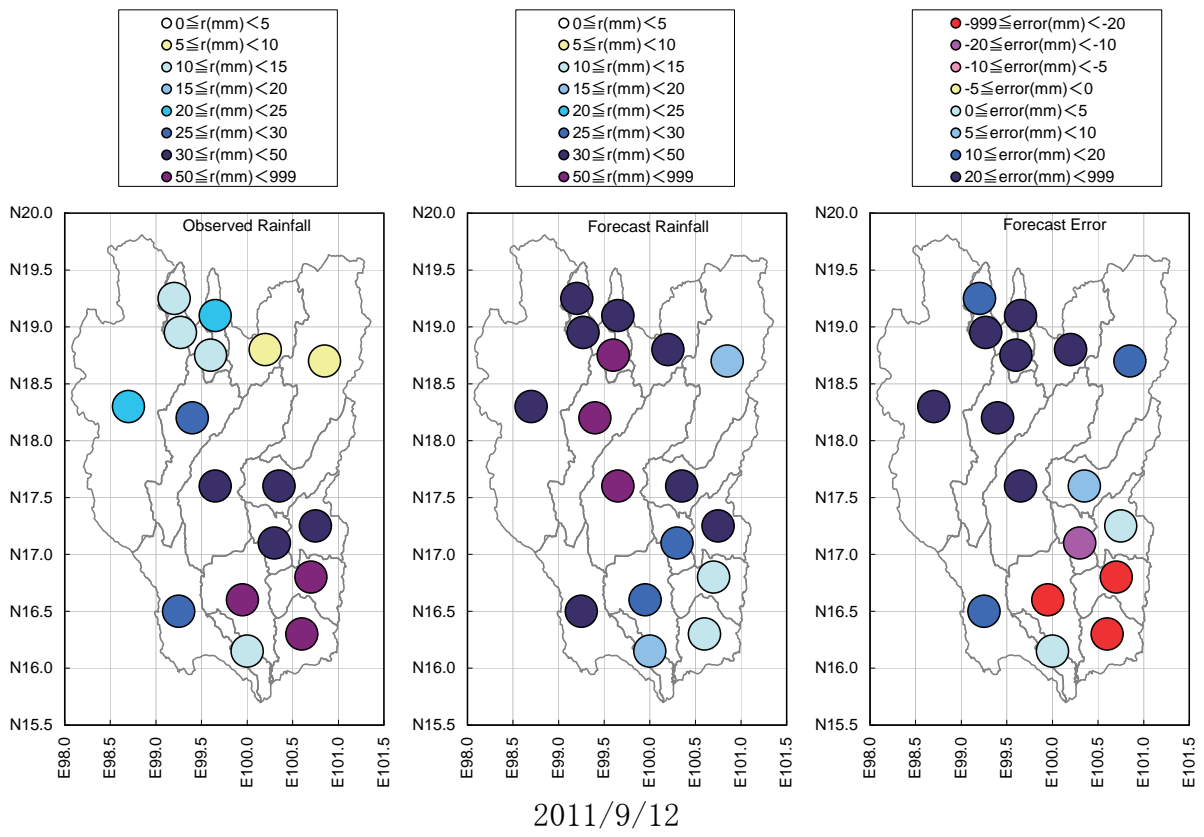 0≦r(mm)<5
5≦r(mm)<10
10≦r(mm)<15
15≦r(mm)<20
20≦r(mm)<25
25≦r(mm)<30
30≦r(mm)<50
50≦r(mm)<999
0≦r(mm)<5
5≦r(mm)<10
10≦r(mm)<15
15≦r(mm)<20
20≦r(mm)<25
25≦r(mm)<30
30≦r(mm)<50
50≦r(mm)<999
-999≦error(mm)<-20
-20≦error(mm)<-10
-10≦error(mm)<-5
-5≦error(mm)<0
0≦error(mm)<5
5≦error(mm)<10
10≦error(mm)<20
20≦error(mm)<999
Observed Rainfall
N20.0
N19.5
N19.0
N18.5
N18.0
N17.5
N17.0
N16.5
N16.0
N15.5
E98.0
E98.5
E99.0
E99.5
E100.0
E100.5
E101.0
E101.5
Forecast Rainfall
N20.0
N19.5
N19.0
N18.5
N18.0
N17.5
N17.0
N16.5
N16.0
N15.5
E98.0
E98.5
E99.0
E99.5
E100.0
E100.5
E101.0
E101.5
Forecast Error
N20.0
N19.5
N19.0
N18.5
N18.0
N17.5
N17.0
N16.5
N16.0
N15.5
E98.0
E98.5
E99.0
E99.5
E100.0
E100.5
E101.0
E101.5
2011/9/12